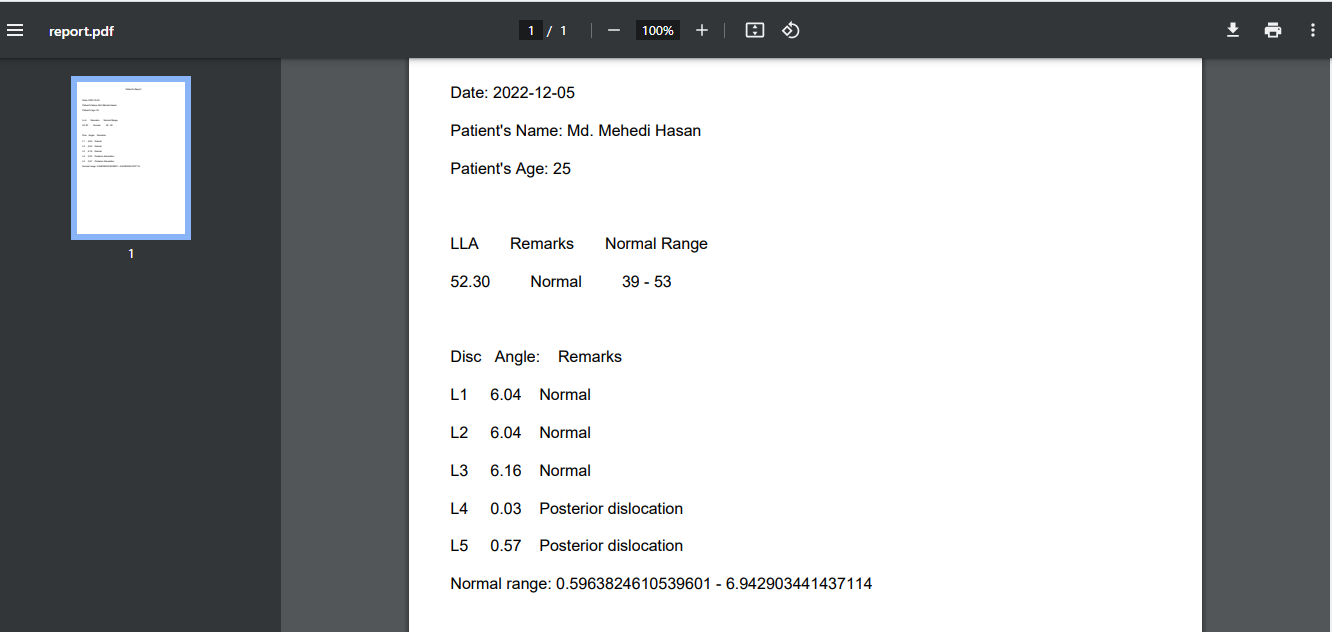 report.pdf
1 / 1
100%
1
Date: 2022-12-05
Patient's Name: Md. Mehedi Hasan
Patient's Age: 25
LLA Remarks Normal Range
52.30 Normal 39 - 53
Disc Angle: Remarks
L1 6.04 Normal
L2 6.04 Normal
L3 6.16 Normal
L4 0.03 Posterior dislocation
L5 0.57 Posterior dislocation
Normal range: 0.5963824610539601 - 6.942903441437114